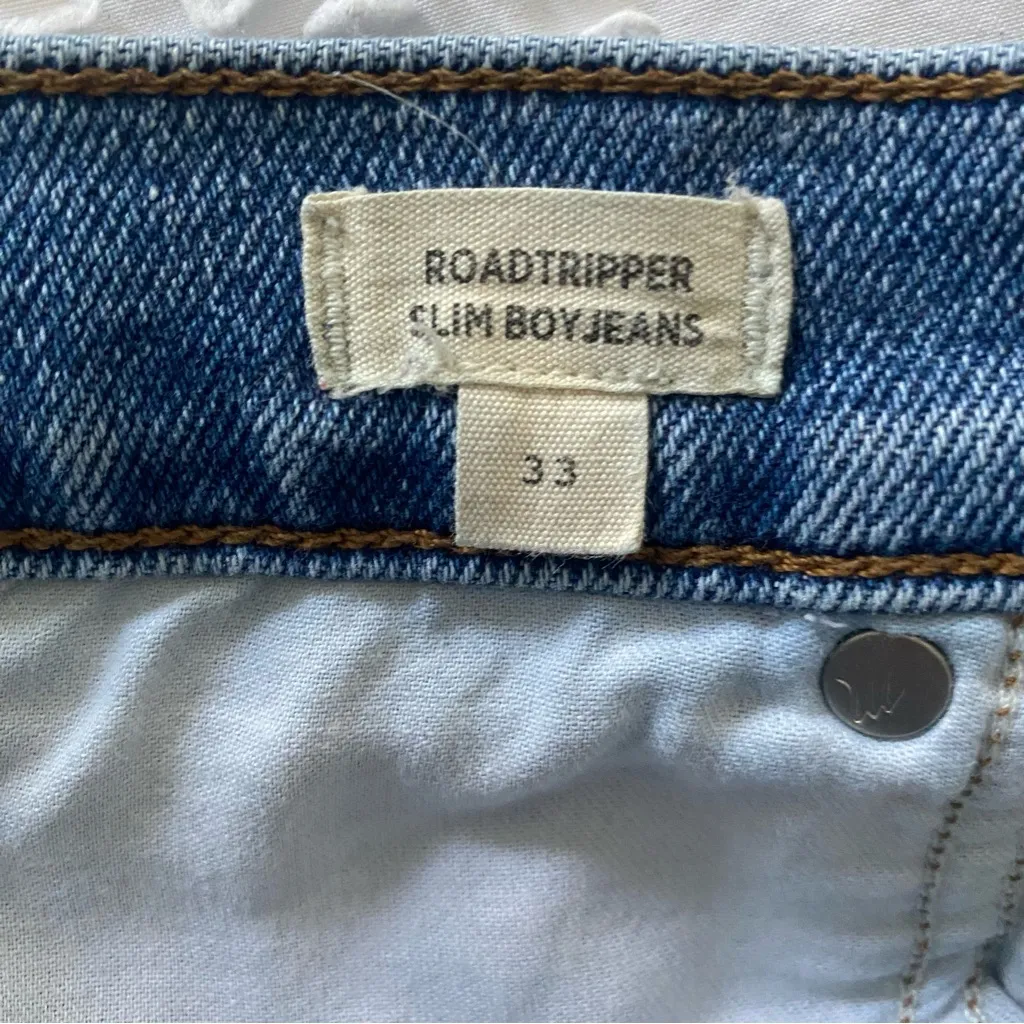 ROADTRIPPER
SLIM BOYJEANS
33